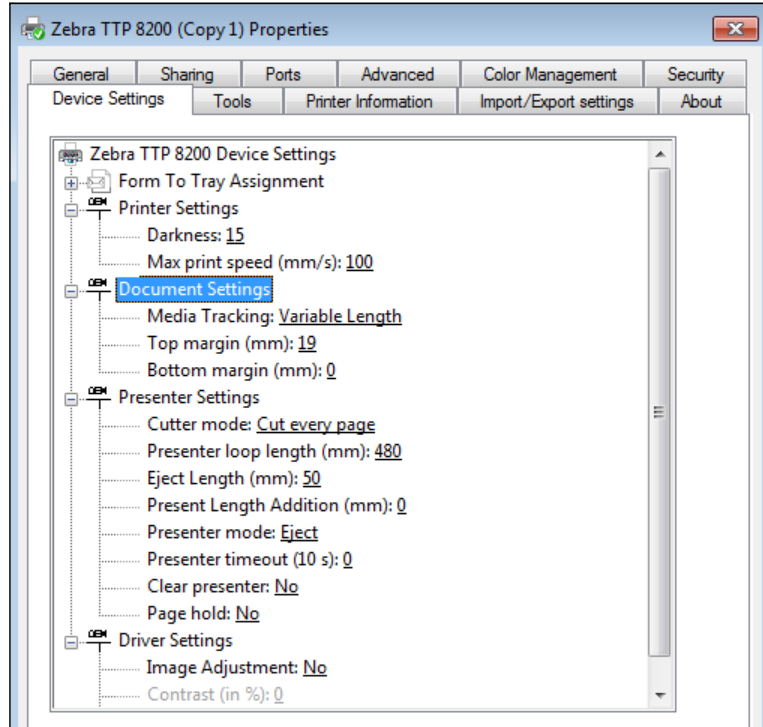 Zebra TTP 8200 (Copy 1) Properties
General Sharing Ports Advanced Color Management Security
Device Settings Tools Printer Information Import/Export settings About
Zebra TTP 8200 Device Settings
Form To Tray Assignment
OEM Printer Settings
Darkness: 15
Max print speed (mm/s): 100
OEM Document Settings
Media Tracking: Variable Length
Top margin (mm): 19
Bottom margin (mm): 0
OEM Presenter Settings
Cutter mode: Cut every page
Presenter loop length (mm): 480
Eject Length (mm): 50
Present Length Addition (mm): 0
Presenter mode: Eject
Presenter timeout (10 s): 0
Clear presenter: No
Page hold: No
OEM Driver Settings
Image Adjustment: No
Contrast (in %): 0